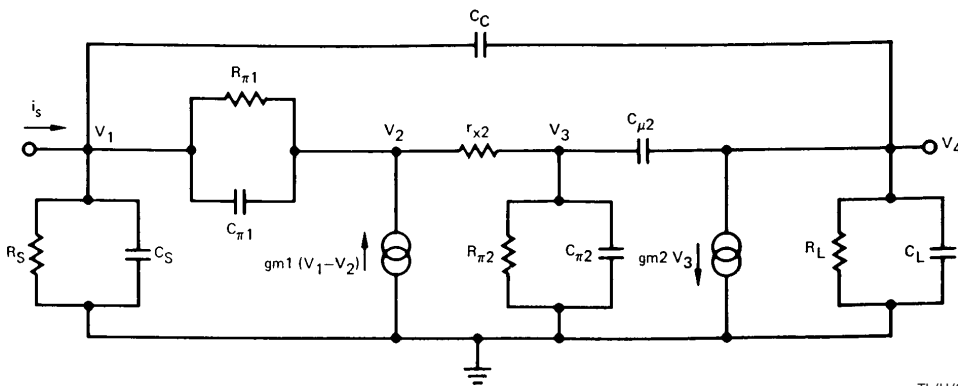 C_C
R_π1
i_s
V_1
V_2
r_x2
V_3
C_μ2
V_4
C_π1
R_S
C_S
gm1 (V_1–V_2)
R_π2
C_π2
gm2 V_3
R_L
C_L